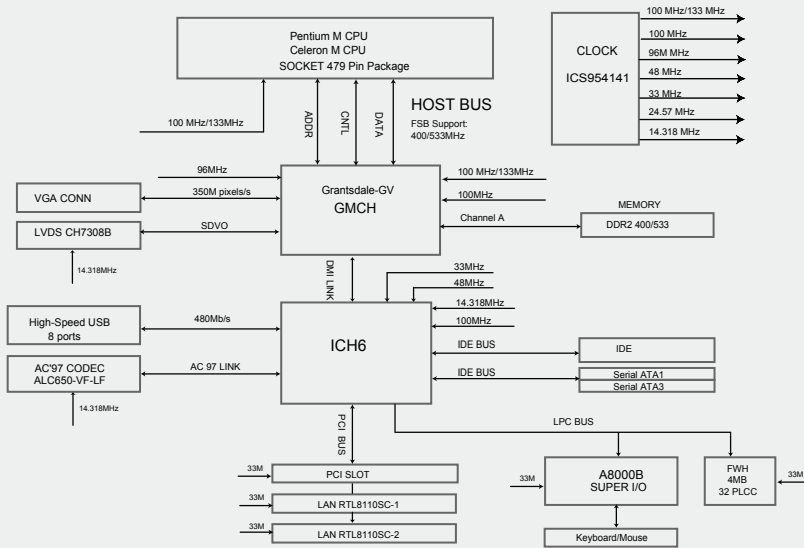 Pentium M CPU
Celeron M CPU
SOCKET 479 Pin Package
CLOCK
ICS954141
100 MHz/133 MHz
100 MHz
96M MHz
48 MHz
33 MHz
24.57 MHz
14.318 MHz
100 MHz/133MHz
ADDR
CNTL
DATA
HOST BUS
FSB Support:
400/533MHz
96MHz
350M pixels/s
VGA CONN
LVDS CH7308B
SDVO
14.318MHz
Grantsdale-GV
GMCH
100 MHz/133MHz
100MHz
Channel A
MEMORY
DDR2 400/533
DMI LINK
33MHz
48MHz
14.318MHz
100MHz
High-Speed USB
8 ports
480Mb/s
ICH6
IDE BUS
IDE
AC'97 CODEC
ALC650-VF-LF
AC 97 LINK
14.318MHz
IDE BUS
Serial ATA1
Serial ATA3
PCI BUS
LPC BUS
33M
PCI SLOT
33M
LAN RTL8110SC-1
33M
LAN RTL8110SC-2
33M
A8000B
SUPER I/O
Keyboard/Mouse
FWH
4MB
32 PLCC
33M